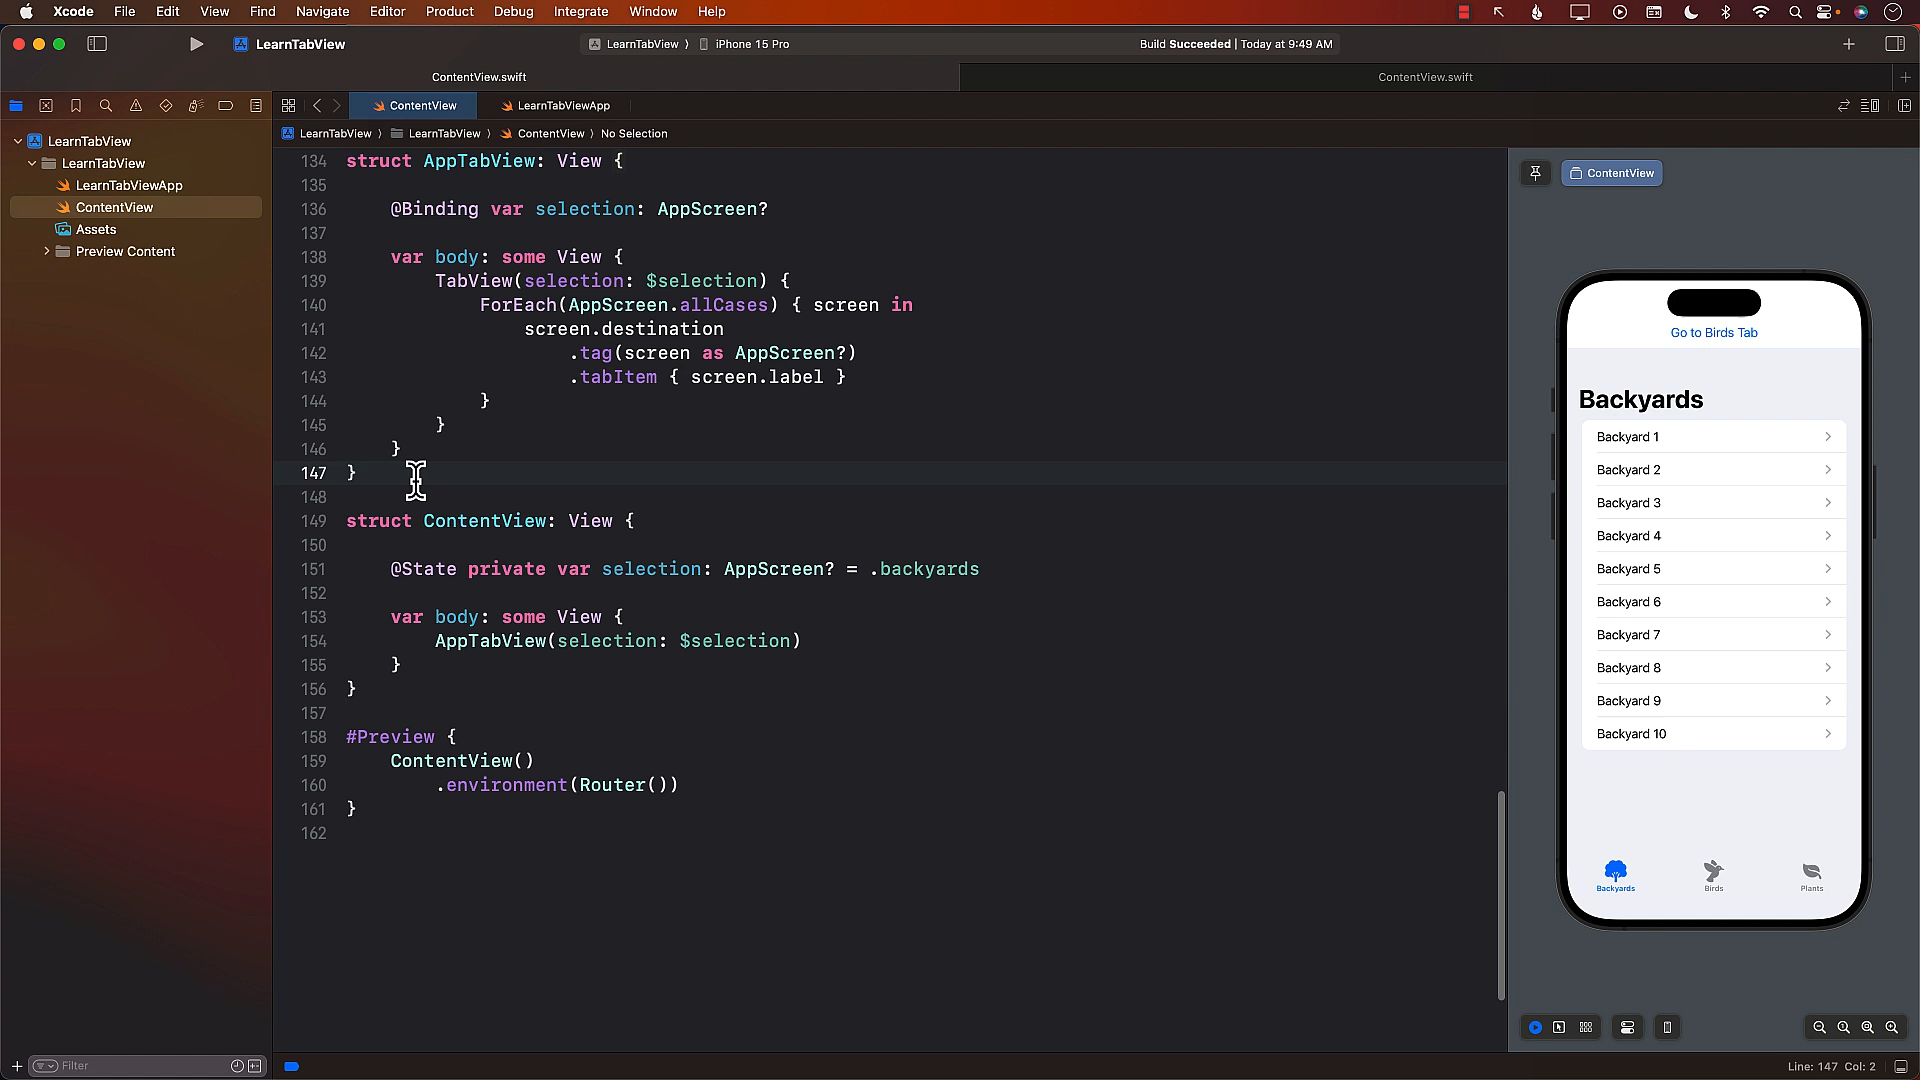 Xcode File Edit View Find Navigate Editor Product Debug Integrate Window Help
LearnTabView
LearnTabView 〉 iPhone 15 Pro
Build Succeeded | Today at 9:49 AM
ContentView.swift
ContentView.swift
ContentView
LearnTabViewApp
LearnTabView 〉 LearnTabView 〉 ContentView 〉 No Selection
LearnTabView
LearnTabView
LearnTabViewApp
ContentView
Assets
Preview Content
134 struct AppTabView: View {
135
136     @Binding var selection: AppScreen?
137
138     var body: some View {
139         TabView(selection: $selection) {
140             ForEach(AppScreen.allCases) { screen in
141                 screen.destination
142                     .tag(screen as AppScreen?)
143                     .tabItem { screen.label }
144             }
145         }
146     }
147 }
148
149 struct ContentView: View {
150
151     @State private var selection: AppScreen? = .backyards
152
153     var body: some View {
154         AppTabView(selection: $selection)
155     }
156 }
157
158 #Preview {
159     ContentView()
160         .environment(Router())
161 }
162
ContentView
Go to Birds Tab
Backyards
Backyard 1
Backyard 2
Backyard 3
Backyard 4
Backyard 5
Backyard 6
Backyard 7
Backyard 8
Backyard 9
Backyard 10
Backyards Birds Plants
Filter
Line: 147 Col: 2